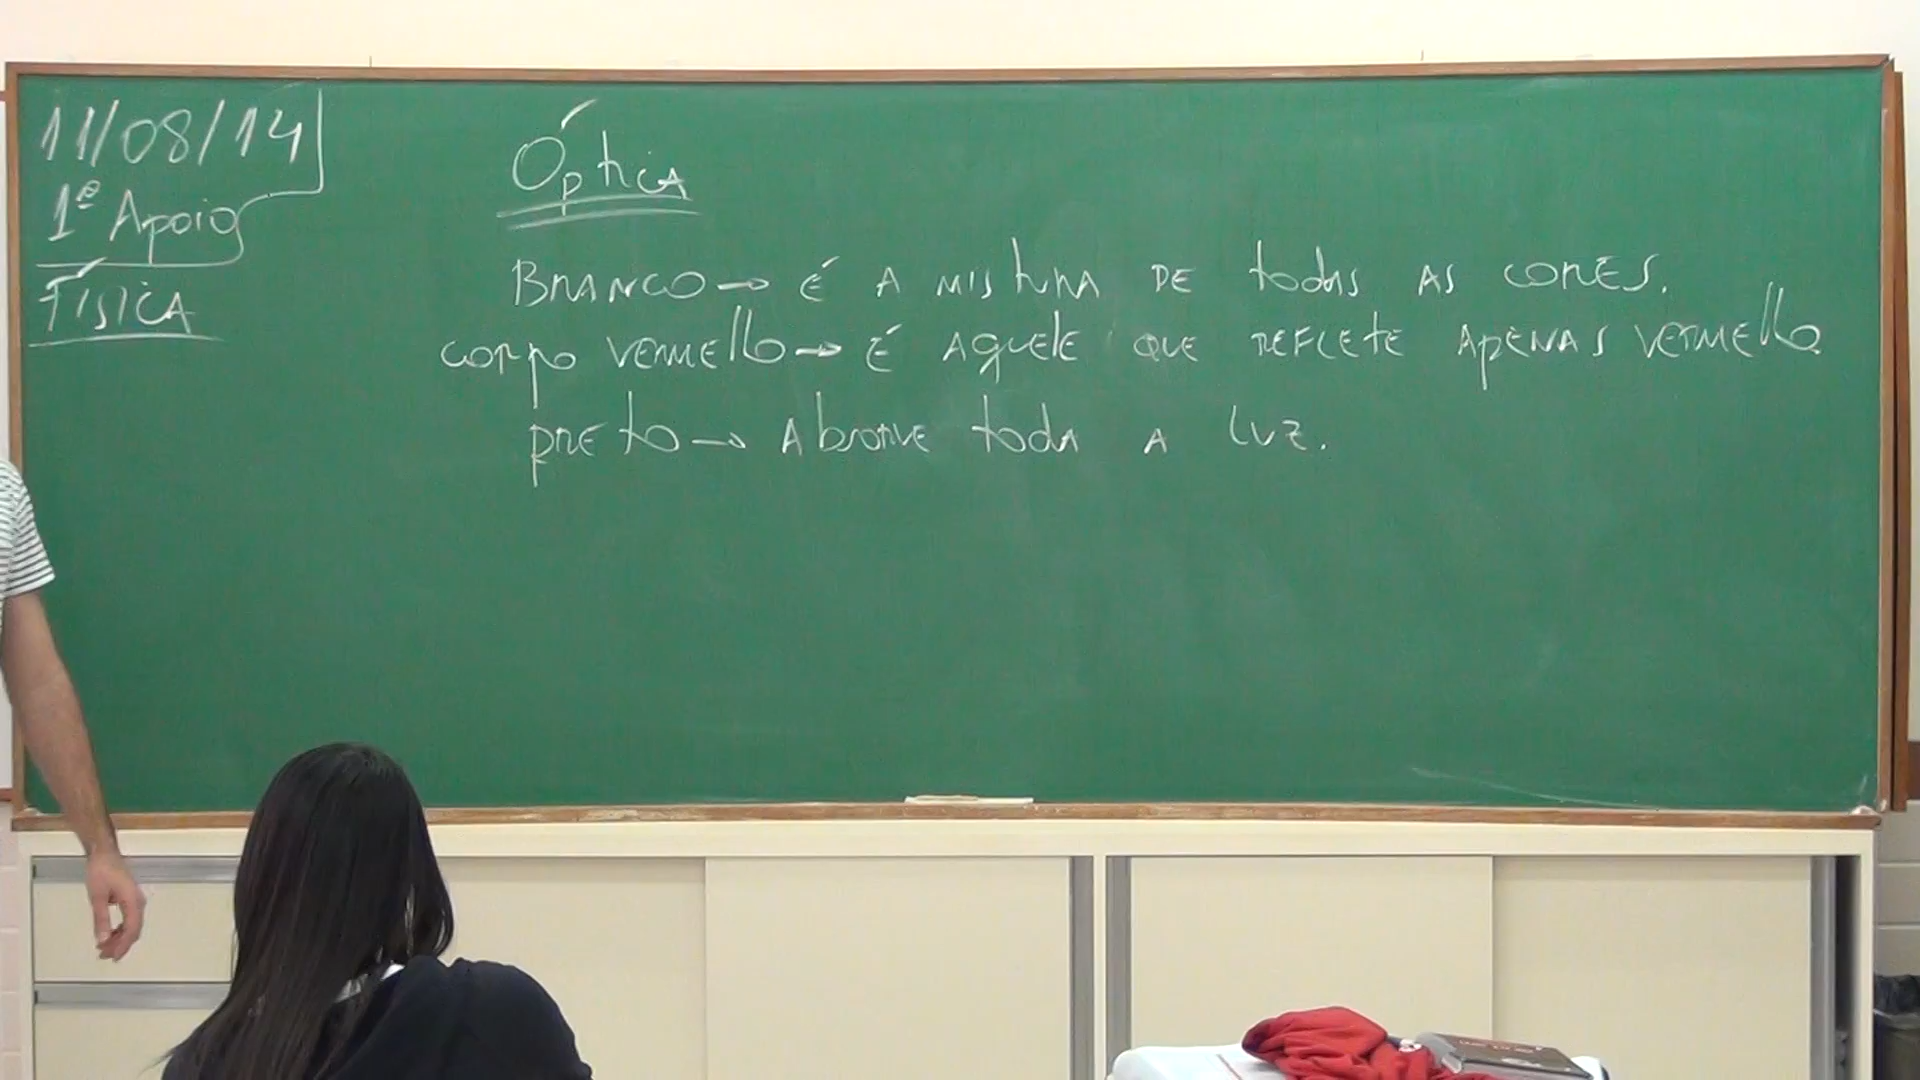 11/08/14
1º Apoio
FÍSICA
Óptica
BRANCO → É A MISTURA DE todas AS CORES.
corpo vermelho → É AQUELE QUE REFLETE APENAS vermelho
preto → Absorve toda A LUZ.